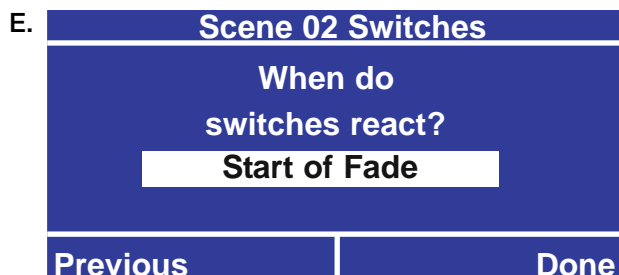 E.
Scene 02 Switches
When do
switches react?
Start of Fade
Previous Done